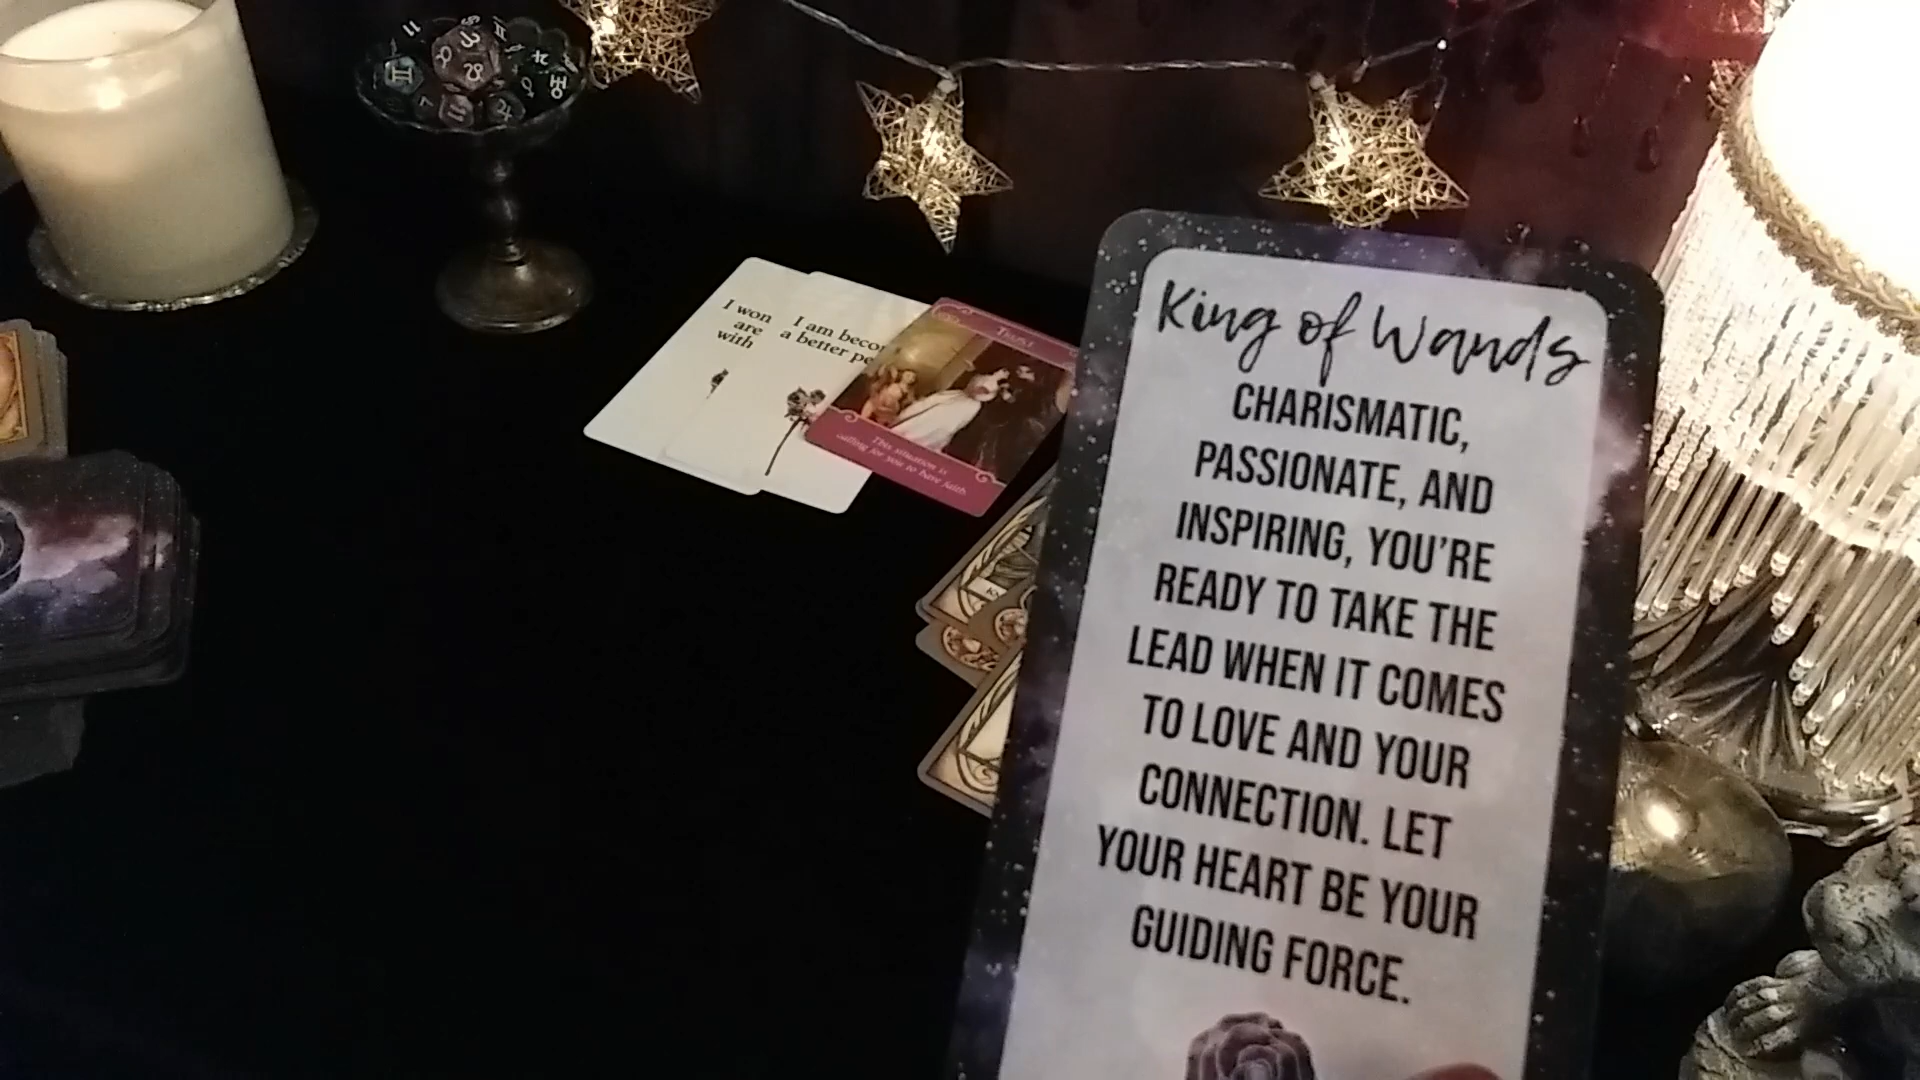 I won
are
with
I am becom
a better pe
TRUST
This situation is
calling for you to have faith.
King of Wands
CHARISMATIC,
PASSIONATE, AND
INSPIRING, YOU'RE
READY TO TAKE THE
LEAD WHEN IT COMES
TO LOVE AND YOUR
CONNECTION. LET
YOUR HEART BE YOUR
GUIDING FORCE.